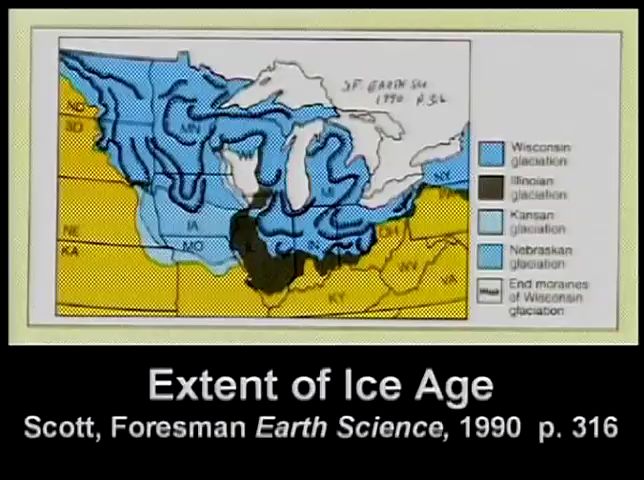 SF. EARTH SCI
1990 P.316
ND
SD
MN
WI
MI
NY
PA
IA
NE
MO
KA
IN
OH
WV
VA
KY
Wisconsin
glaciation
Illinoian
glaciation
Kansan
glaciation
Nebraskan
glaciation
End moraines
of Wisconsin
glaciation
Extent of Ice Age
Scott, Foresman Earth Science, 1990 p. 316